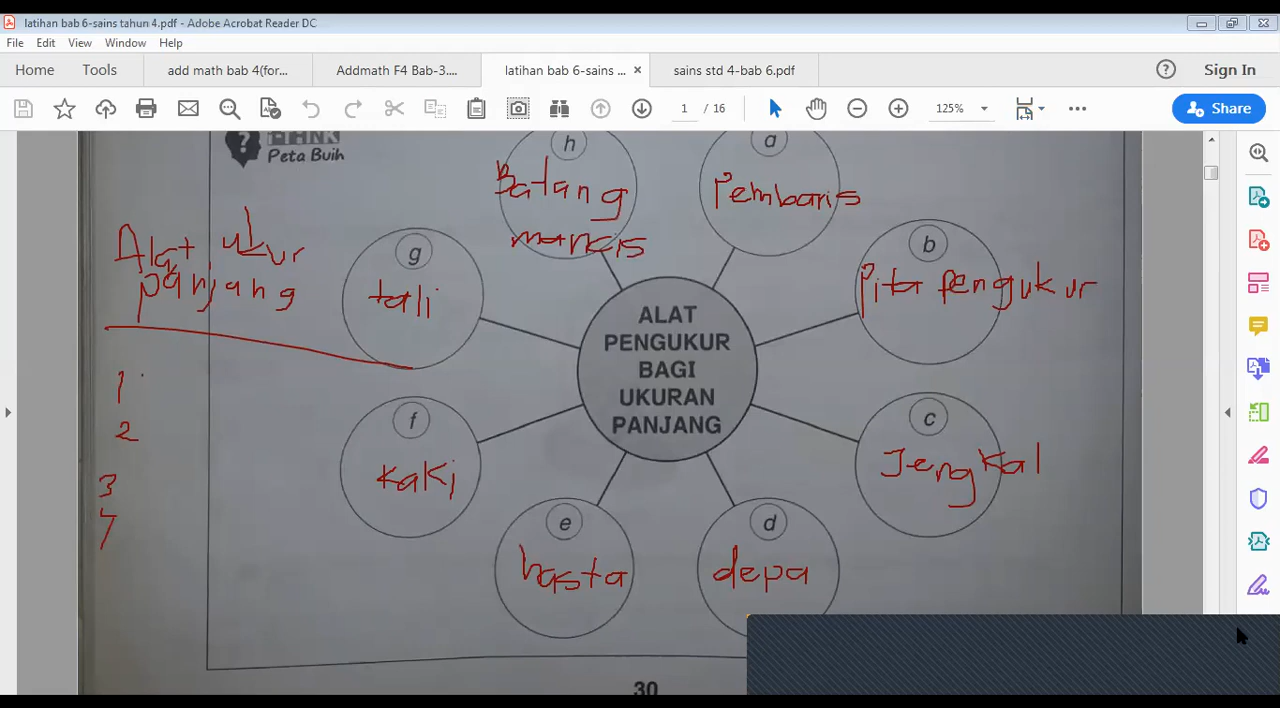 latihan bab 6-sains tahun 4.pdf - Adobe Acrobat Reader DC
File Edit View Window Help
Home Tools add math bab 4(for... Addmath F4 Bab-3.... latihan bab 6-sains ... × sains std 4-bab 6.pdf ? Sign In
1 / 16 125% Share
? i-THINK
Peta Buih
h
Batang
mancis
a
Pembaris
Alat ukur
panjang
1
2
3
4
g
tali
b
Pita Pengukur
ALAT
PENGUKUR
BAGI
UKURAN
PANJANG
f
kaki
c
Jengkal
e
hasta
d
depa
30